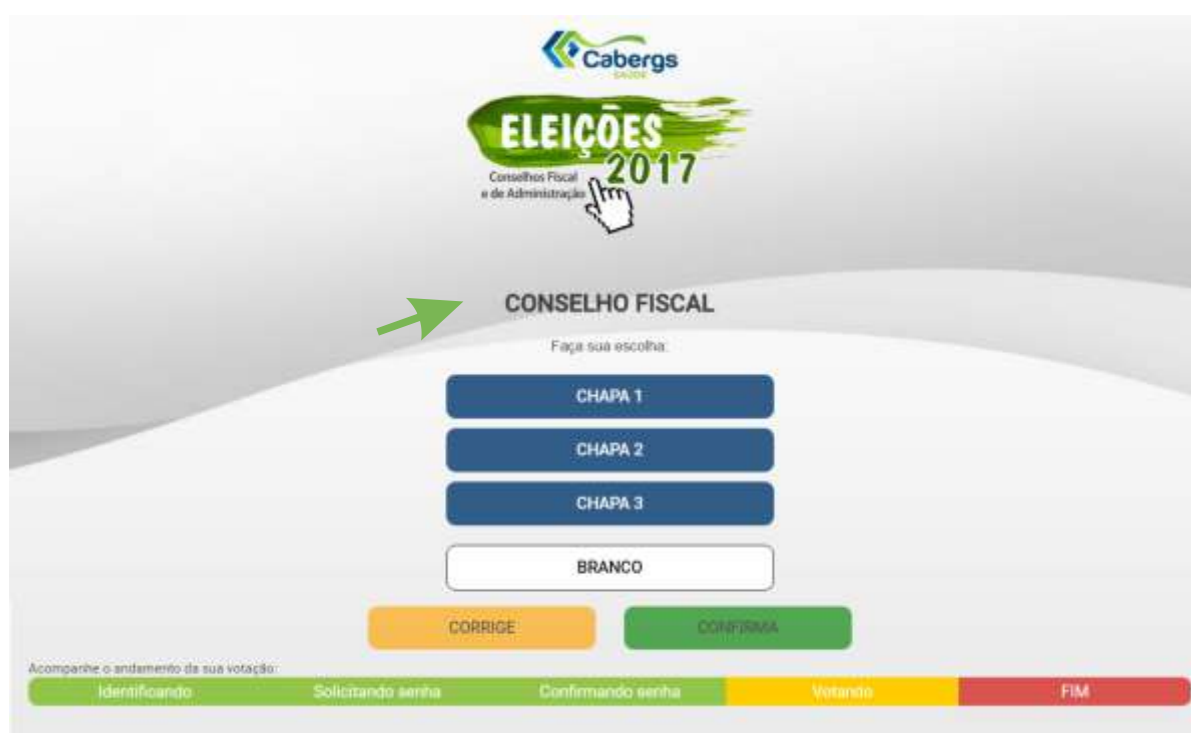 Cabergs
SAÚDE
ELEIÇÕES
2017
Conselhos Fiscal
e de Administração
CONSELHO FISCAL
Faça sua escolha:
CHAPA 1
CHAPA 2
CHAPA 3
BRANCO
CORRIGE CONFIRMA
Acompanhe o andamento da sua votação:
Identificando Solicitando senha Confirmando senha Votando FIM